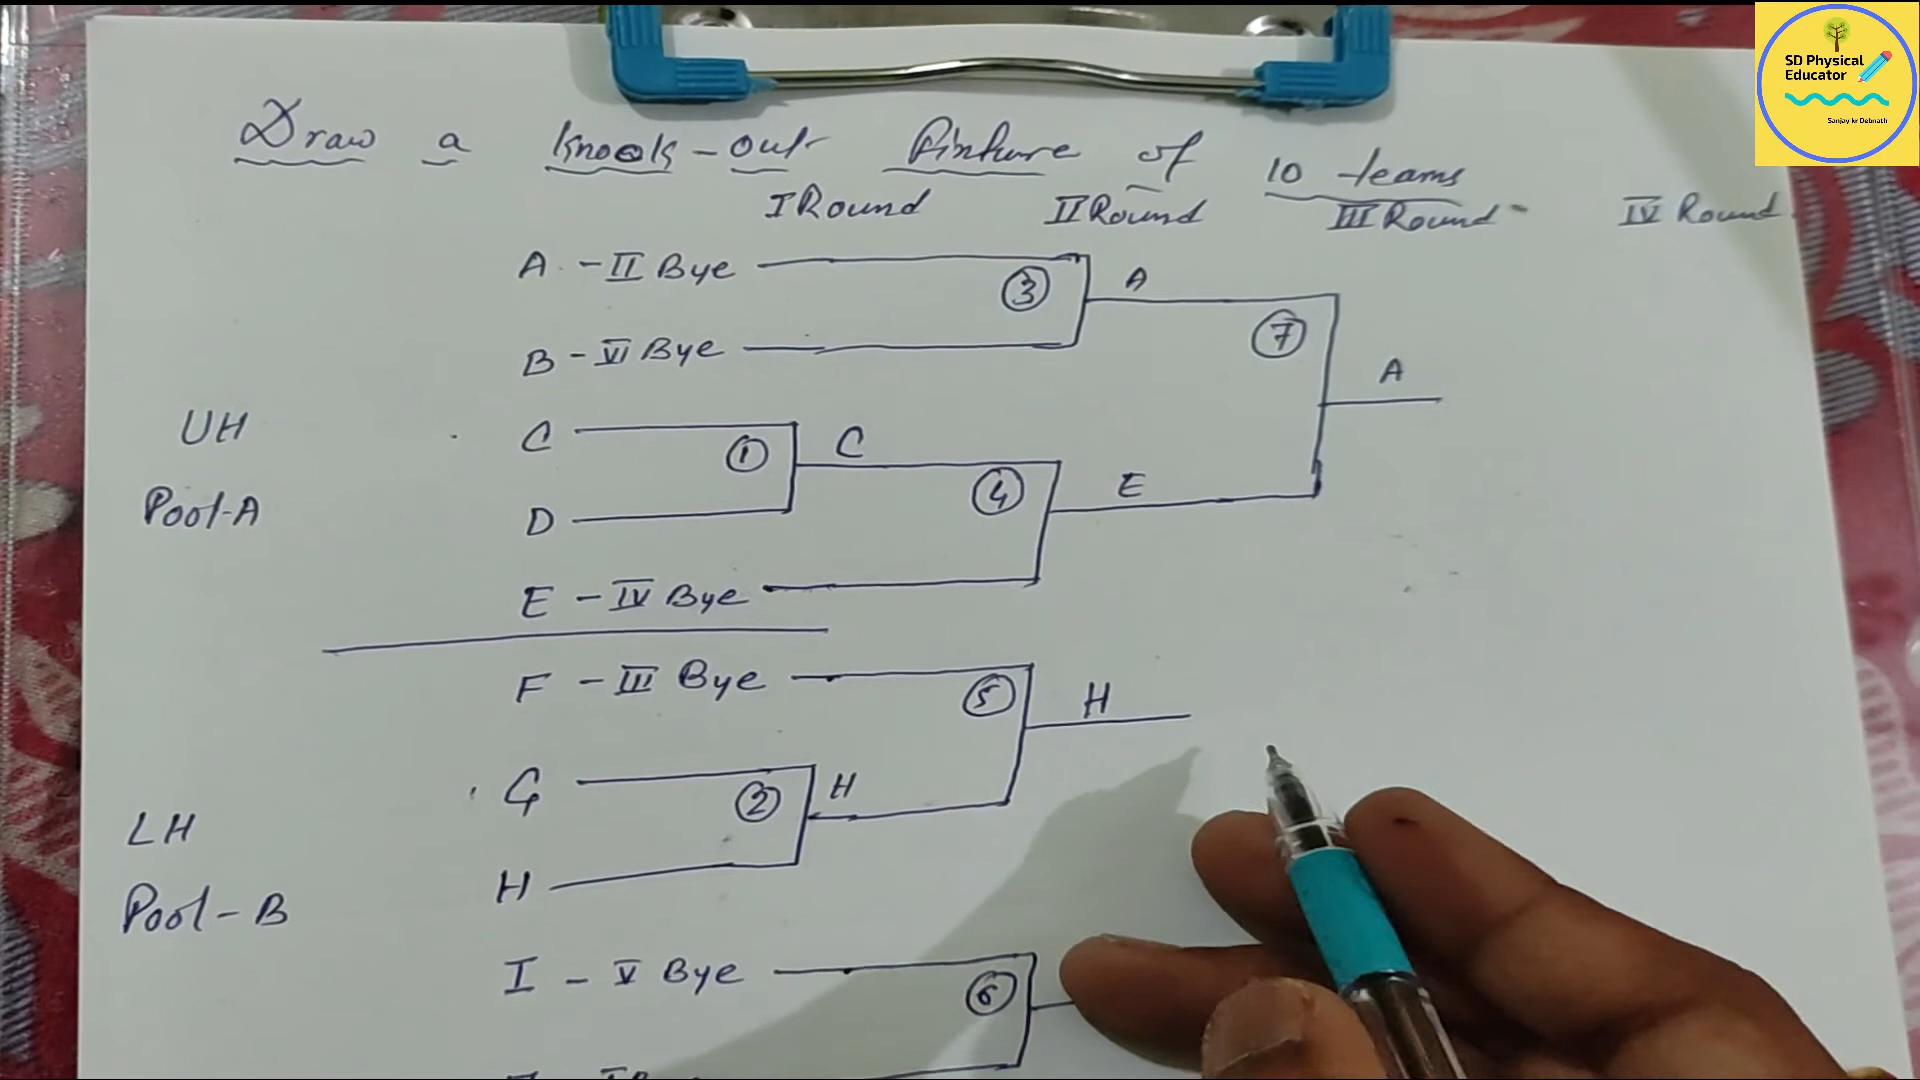 SD Physical
Educator
Sanjay kr Debnath
Draw a Knock-out Fixture of 10 teams
I Round II Round III Round IV Round
A - II Bye
3
A
B - VI Bye
7
A
UH
C
1
C
Pool-A
D
4
E
E - IV Bye
F - III Bye
5
H
G
2
H
LH
H
Pool - B
I - V Bye
6